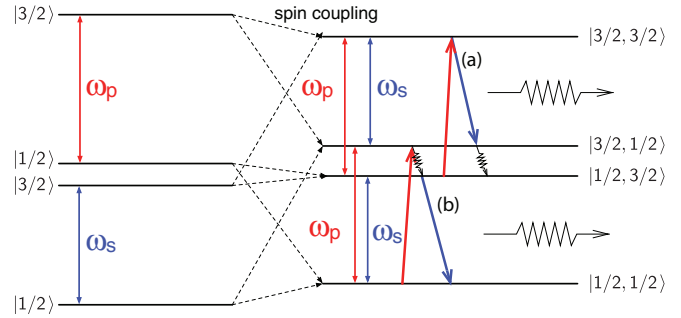 spin coupling
|3/2⟩
|3/2, 3/2⟩
(a)
ωp
ωp
ωs
|3/2, 1/2⟩
|1/2⟩
|1/2, 3/2⟩
|3/2⟩
(b)
ωs
ωp
ωs
|1/2, 1/2⟩
|1/2⟩